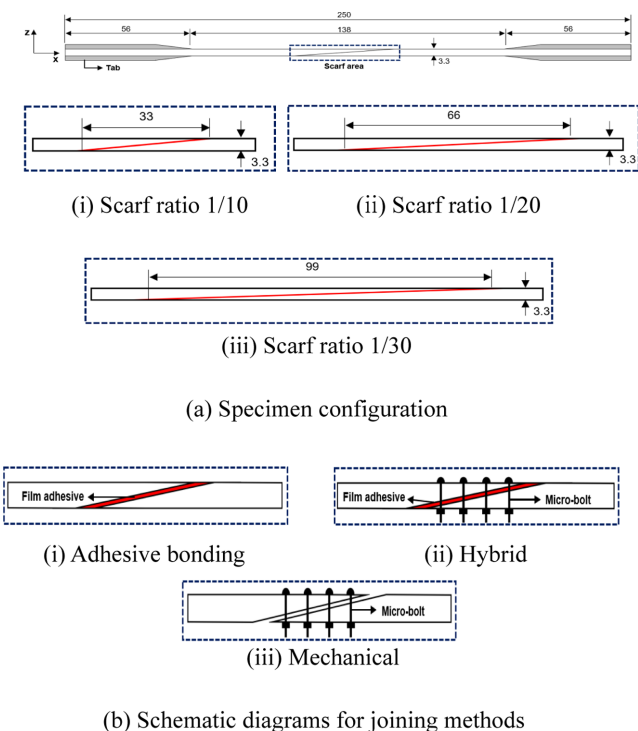 250
56 138 56
Z
X
Tab
Scarf area
3.3
33
3.3
66
3.3
(i) Scarf ratio 1/10
(ii) Scarf ratio 1/20
99
3.3
(iii) Scarf ratio 1/30
(a) Specimen configuration
Film adhesive
(i) Adhesive bonding
Film adhesive
Micro-bolt
(ii) Hybrid
Micro-bolt
(iii) Mechanical
(b) Schematic diagrams for joining methods